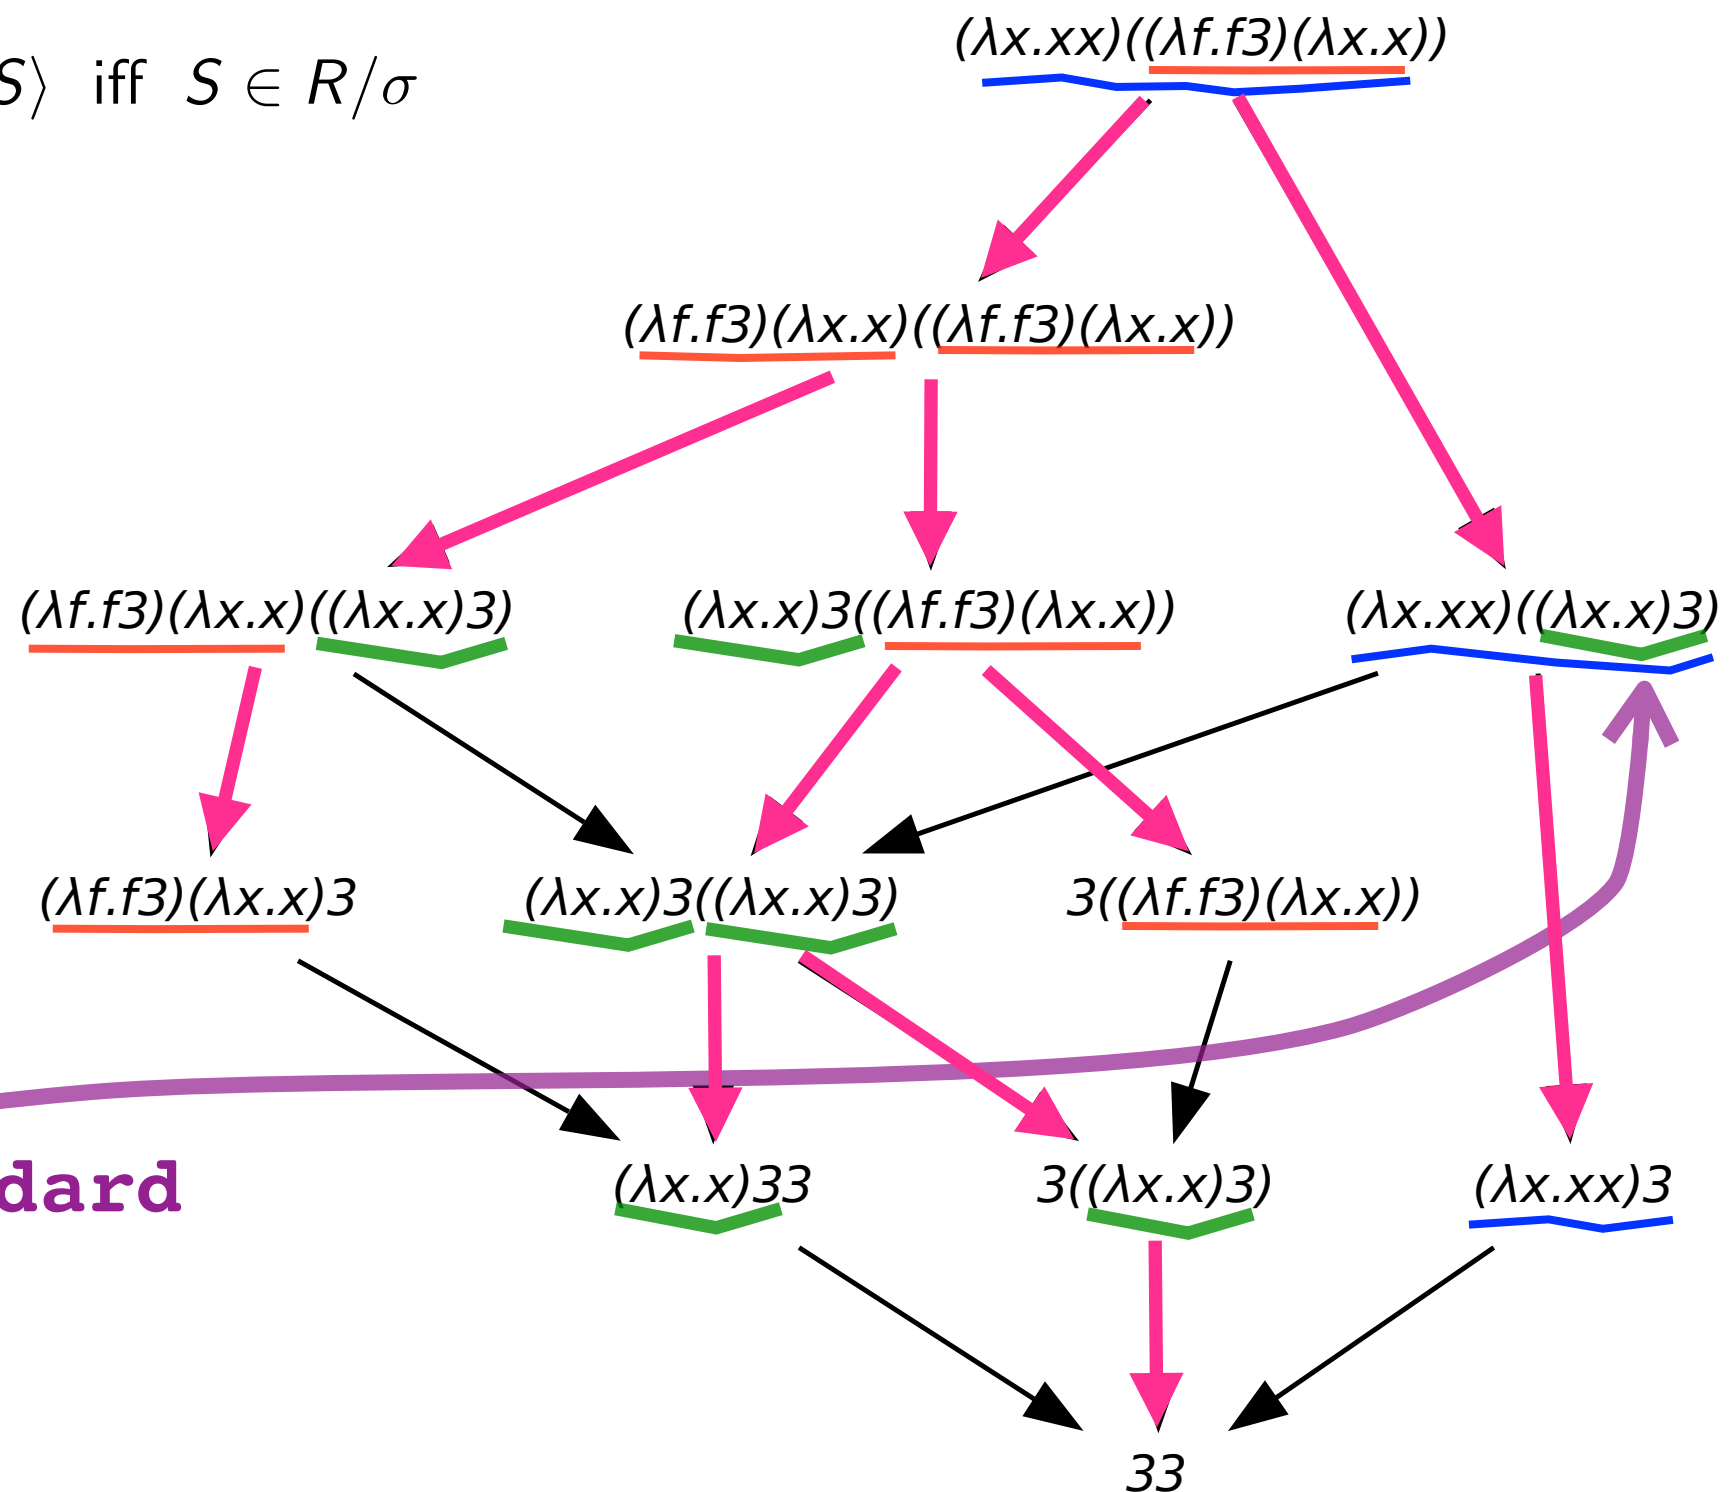 (λx.xx)((λf.f3)(λx.x))
S⟩ iff S ∈ R/σ
(λf.f3)(λx.x)((λf.f3)(λx.x))
(λf.f3)(λx.x)((λx.x)3) (λx.x)3((λf.f3)(λx.x)) (λx.xx)((λx.x)3)
(λf.f3)(λx.x)3 (λx.x)3((λx.x)3) 3((λf.f3)(λx.x))
(λx.x)33 3((λx.x)3) (λx.xx)3
dard
33